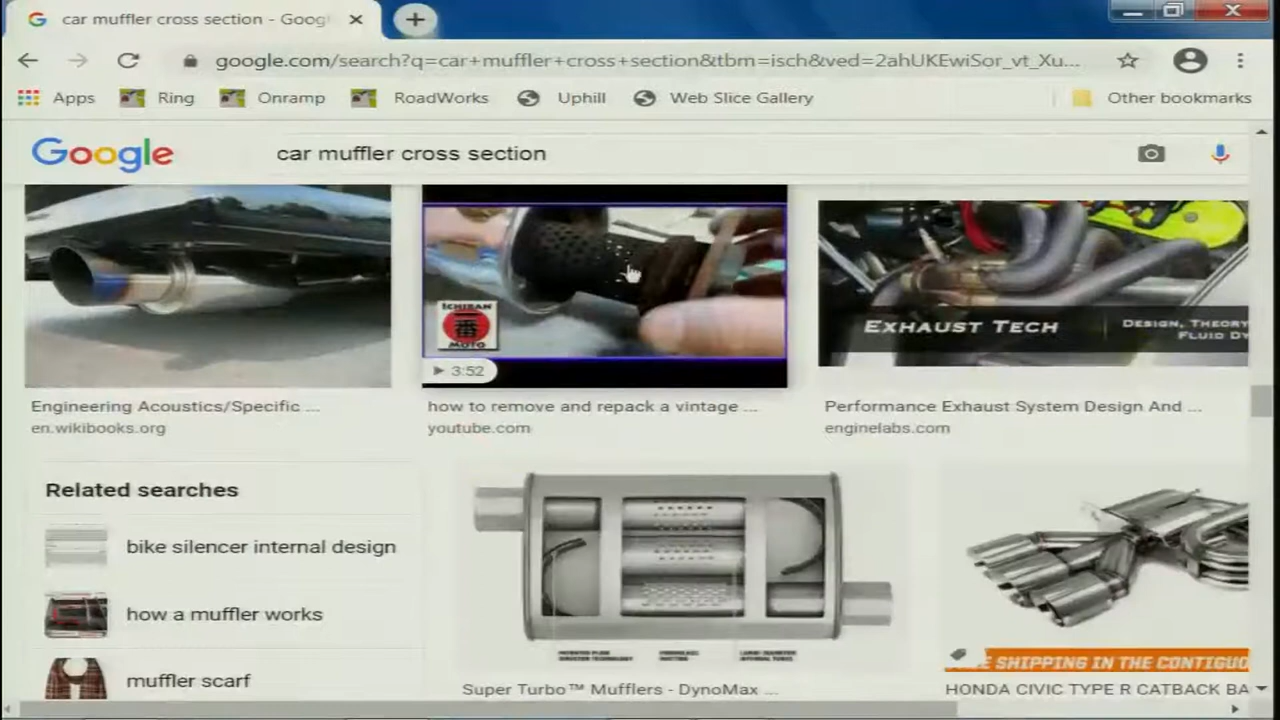 car muffler cross section - Goog
google.com/search?q=car+muffler+cross+section&tbm=isch&ved=2ahUKEwiSor_vt_Xu...
Apps Ring Onramp RoadWorks Uphill Web Slice Gallery Other bookmarks
Google car muffler cross section
ICHIBAN
一番
MOTO
3:52
EXHAUST TECH
DESIGN, THEORY
FLUID DY
Engineering Acoustics/Specific ...
en.wikibooks.org
how to remove and repack a vintage ...
youtube.com
Performance Exhaust System Design And ...
enginelabs.com
Related searches
bike silencer internal design
how a muffler works
muffler scarf
Super Turbo™ Mufflers - DynoMax ...
E SHIPPING IN THE CONTIGUO
HONDA CIVIC TYPE R CATBACK BA